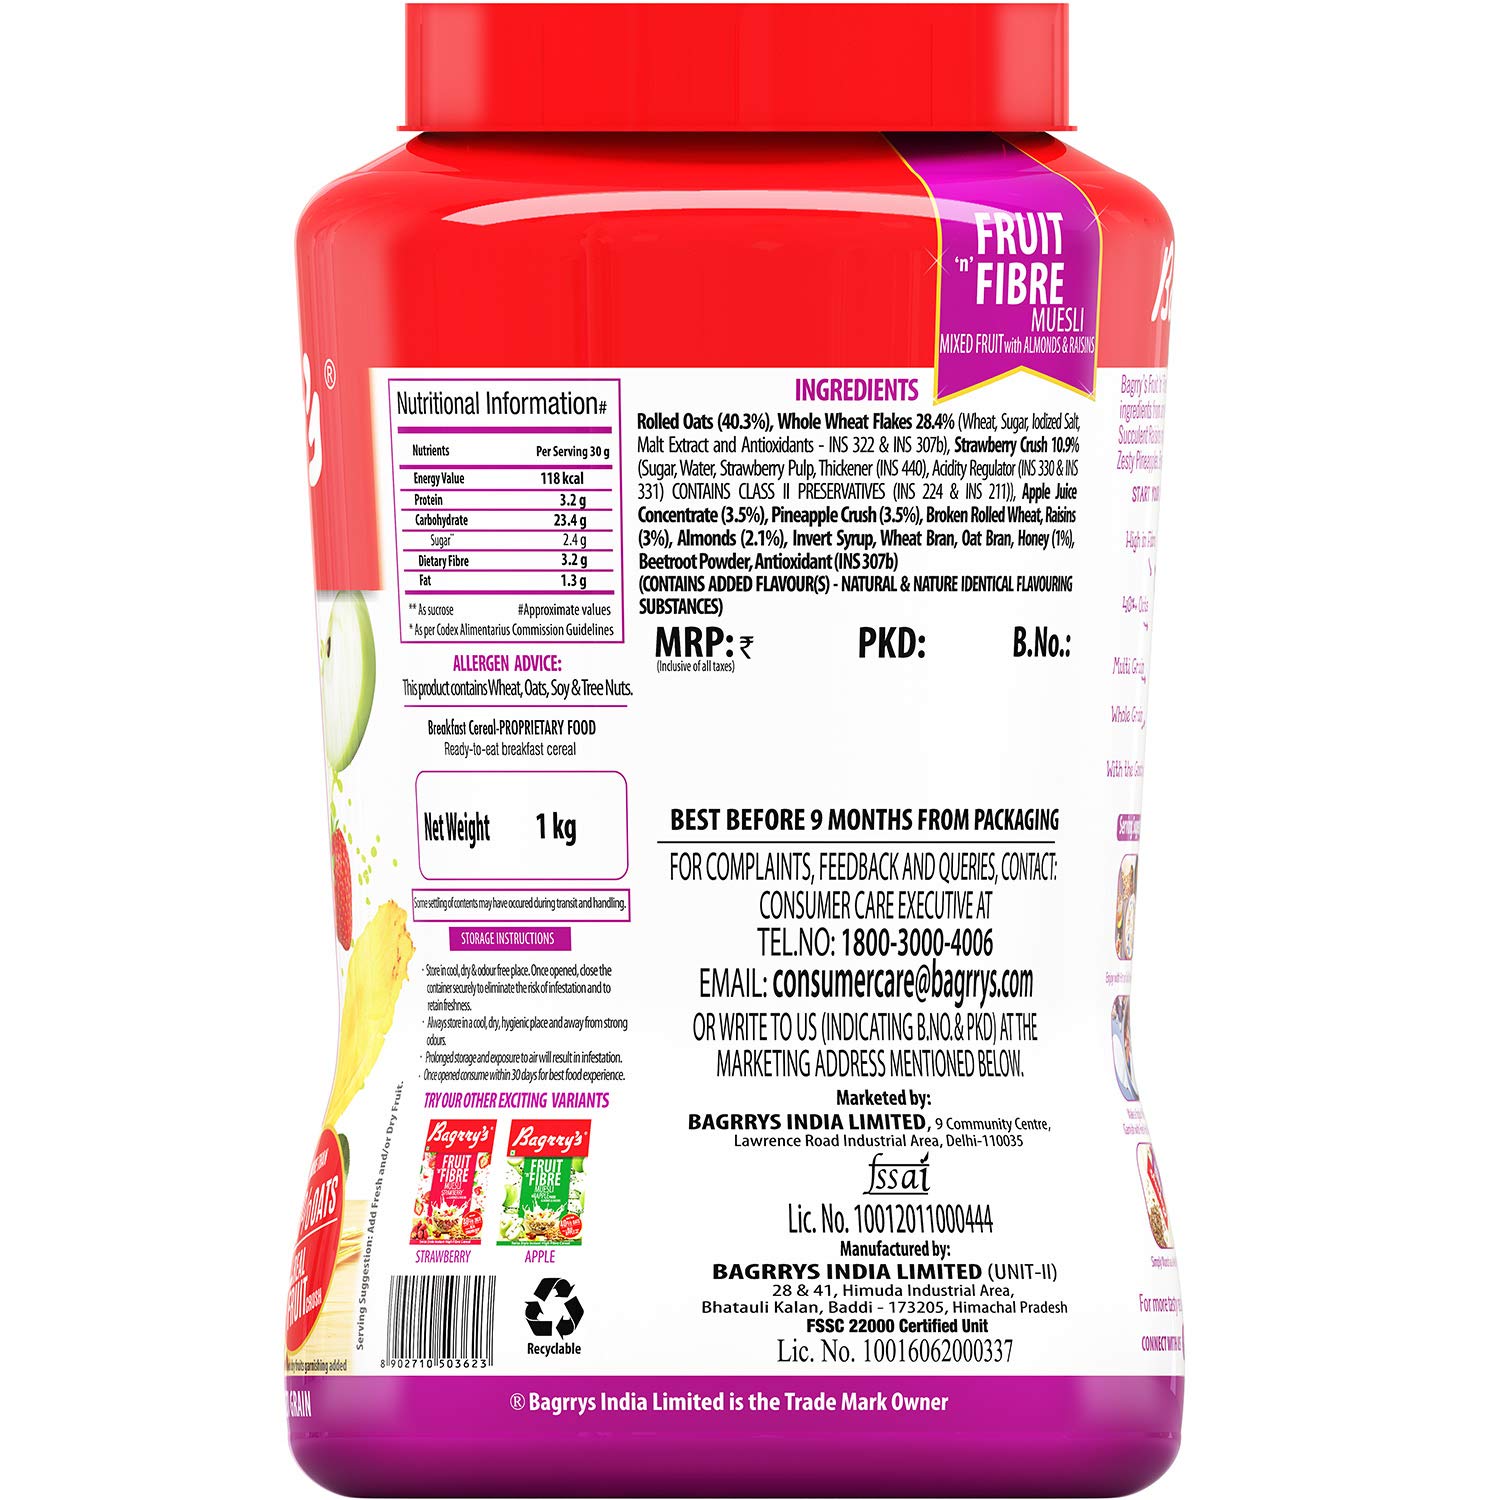 FRUIT
'n'
FIBRE
MUESLI
MIXED FRUIT with ALMONDS & RAISINS
®
Nutritional Information#
Nutrients Per Serving 30 g
Energy Value 118 kcal
Protein 3.2 g
Carbohydrate 23.4 g
Sugar** 2.4 g
Dietary Fibre 3.2 g
Fat 1.3 g
** As sucrose #Approximate values
* As per Codex Alimentarius Commission Guidelines
ALLERGEN ADVICE:
This product contains Wheat, Oats, Soy & Tree Nuts.
Breakfast Cereal-PROPRIETARY FOOD
Ready-to-eat breakfast cereal
Net Weight 1 kg
Some settling of contents may have occured during transit and handling.
STORAGE INSTRUCTIONS
· Store in cool, dry & odour free place. Once opened, close the
container securely to eliminate the risk of infestation and to
retain freshness.
· Always store in a cool, dry, hygienic place and away from strong
odours.
· Prolonged storage and exposure to air will result in infestation.
· Once opened consume within 30 days for best food experience.
TRY OUR OTHER EXCITING VARIANTS
Bagrry's
FRUIT
'n'FIBRE
MUESLI
STRAWBERRY
Bagrry's
FRUIT
'n'FIBRE
MUESLI
APPLE
STRAWBERRY APPLE
8 902710 503623
Recyclable
Serving Suggestion: Add Fresh and/or Dry Fruit.
OATS
FRUIT
GRAIN
INGREDIENTS
Rolled Oats (40.3%), Whole Wheat Flakes 28.4% (Wheat, Sugar, Iodized Salt,
Malt Extract and Antioxidants - INS 322 & INS 307b), Strawberry Crush 10.9%
(Sugar, Water, Strawberry Pulp, Thickener (INS 440), Acidity Regulator (INS 330 & INS
331) CONTAINS CLASS II PRESERVATIVES (INS 224 & INS 211)), Apple Juice
Concentrate (3.5%), Pineapple Crush (3.5%), Broken Rolled Wheat, Raisins
(3%), Almonds (2.1%), Invert Syrup, Wheat Bran, Oat Bran, Honey (1%),
Beetroot Powder, Antioxidant (INS 307b)
(CONTAINS ADDED FLAVOUR(S) - NATURAL & NATURE IDENTICAL FLAVOURING
SUBSTANCES)
MRP: ₹ PKD: B.No.:
(Inclusive of all taxes)
BEST BEFORE 9 MONTHS FROM PACKAGING
FOR COMPLAINTS, FEEDBACK AND QUERIES, CONTACT:
CONSUMER CARE EXECUTIVE AT
TEL.NO: 1800-3000-4006
EMAIL: consumercare@bagrrys.com
OR WRITE TO US (INDICATING B.NO.& PKD) AT THE
MARKETING ADDRESS MENTIONED BELOW.
Marketed by:
BAGRRYS INDIA LIMITED, 9 Community Centre,
Lawrence Road Industrial Area, Delhi-110035
fssai
Lic. No. 10012011000444
Manufactured by:
BAGRRYS INDIA LIMITED (UNIT-II)
28 & 41, Himuda Industrial Area,
Bhatauli Kalan, Baddi - 173205, Himachal Pradesh
FSSC 22000 Certified Unit
Lic. No. 10016062000337
® Bagrrys India Limited is the Trade Mark Owner